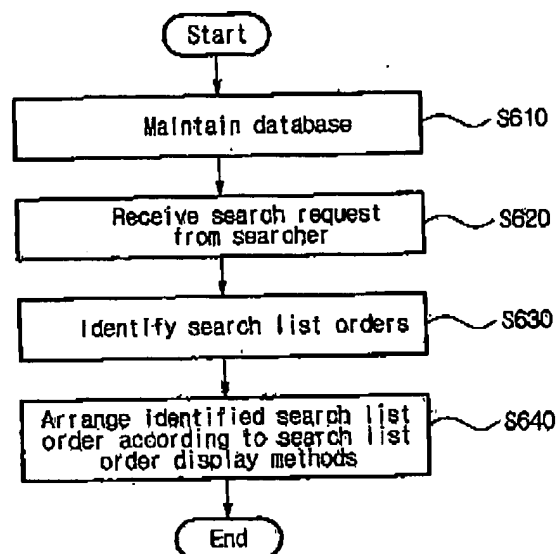 Start
Maintain database
S610
Receive search request
from searcher
S620
Identify search list orders
S630
Arrange identified search list
order according to search list
order display methods
S640
End